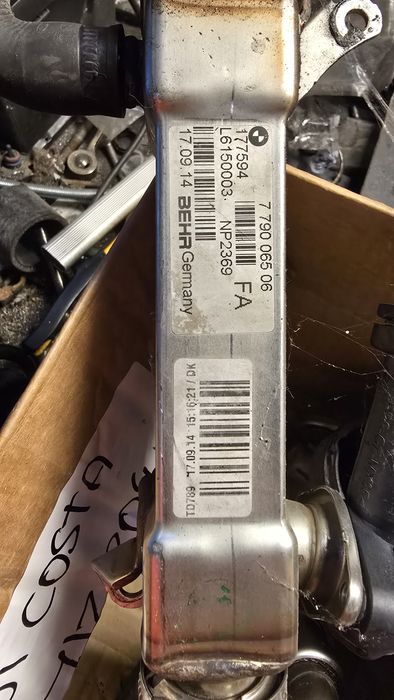 177594
7 790 065 06
L6150003.
NP2369
FA
17.09.14 BEHR Germany
TD789 17.09.14 15:16:21 / DK
COSTA